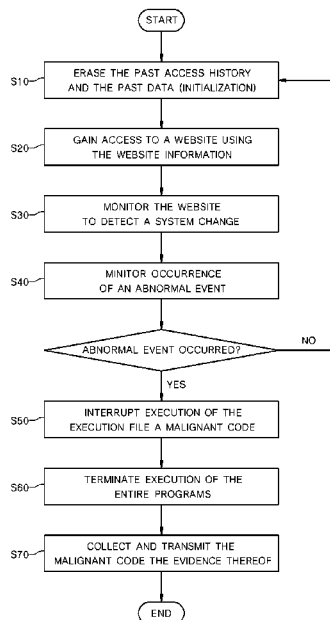 START
S10
ERASE THE PAST ACCESS HISTORY
AND THE PAST DATA (INITIALIZATION)
S20
GAIN ACCESS TO A WEBSITE USING
THE WEBSITE INFORMATION
S30
MONITOR THE WEBSITE
TO DETECT A SYSTEM CHANGE
S40
MINITOR OCCURRENCE
OF AN ABNORMAL EVENT
ABNORMAL EVENT OCCURRED?
NO
YES
S50
INTERRUPT EXECUTION OF THE
EXECUTION FILE A MALIGNANT CODE
S60
TERMINATE EXECUTION OF THE
ENTIRE PROGRAMS
S70
COLLECT AND TRANSMIT THE
MALIGNANT CODE THE EVIDENCE THEREOF
END